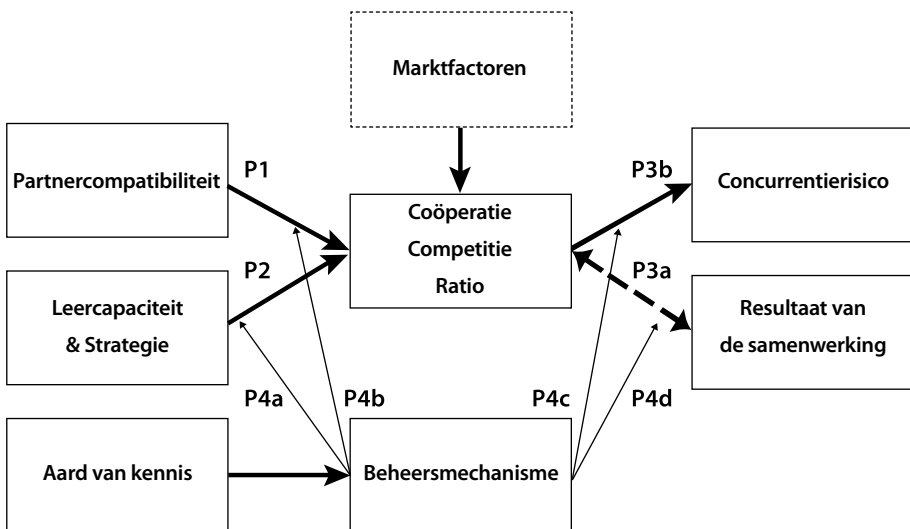 Marktfactoren
Partnercompatibiliteit
P1
Coöperatie
Competitie
Ratio
P3b
Concurrentierisico
Leercapaciteit
& Strategie
P2
P3a
Resultaat van
de samenwerking
P4a
P4b
P4c
P4d
Aard van kennis
Beheersmechanisme